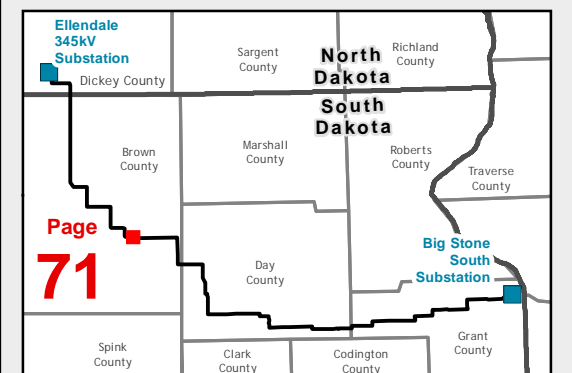 Ellendale
345kV
Substation
Dickey County
Sargent
County
North
Dakota
Richland
County
South
Dakota
Brown
County
Marshall
County
Roberts
County
Traverse
County
Page
71
Day
County
Big Stone
South
Substation
Spink
County
Clark
County
Codington
County
Grant
County